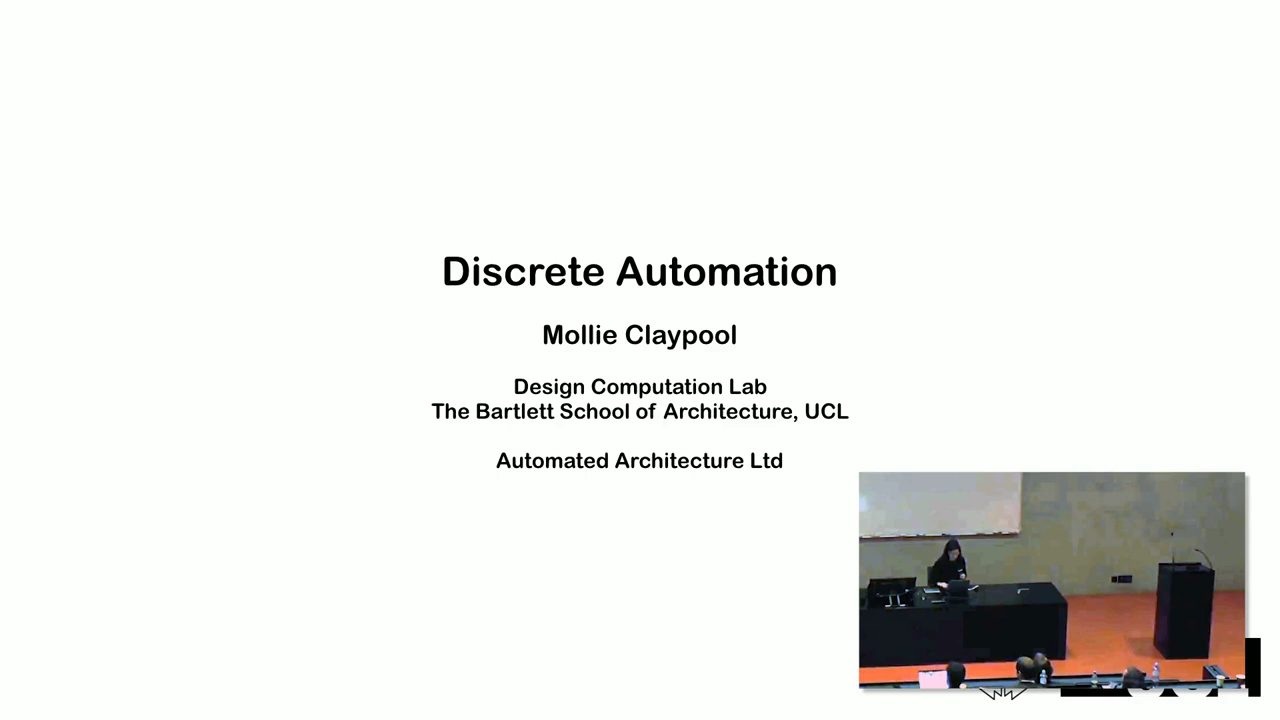 Discrete Automation
Mollie Claypool
Design Computation Lab
The Bartlett School of Architecture, UCL
Automated Architecture Ltd